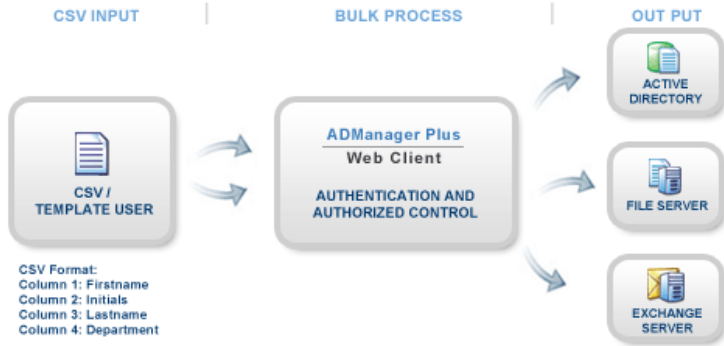 CSV INPUT
BULK PROCESS
OUT PUT
CSV /
TEMPLATE USER
ADManager Plus
Web Client
AUTHENTICATION AND
AUTHORIZED CONTROL
ACTIVE
DIRECTORY
FILE SERVER
EXCHANGE
SERVER
CSV Format:
Column 1: Firstname
Column 2: Initials
Column 3: Lastname
Column 4: Department